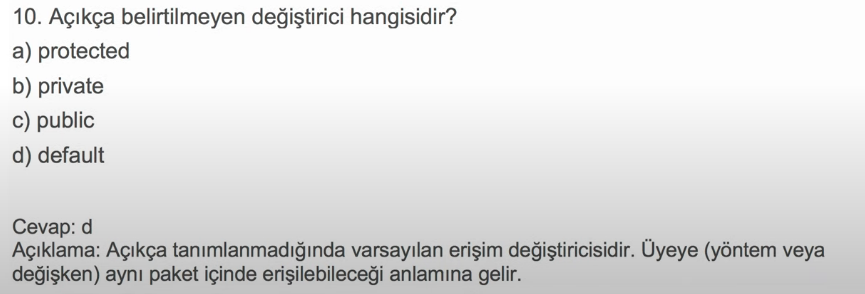 10. Açıkça belirtilmeyen değiştirici hangisidir?
a) protected
b) private
c) public
d) default
Cevap: d
Açıklama: Açıkça tanımlanmadığında varsayılan erişim değiştiricisidir. Üyeye (yöntem veya
değişken) aynı paket içinde erişilebileceği anlamına gelir.